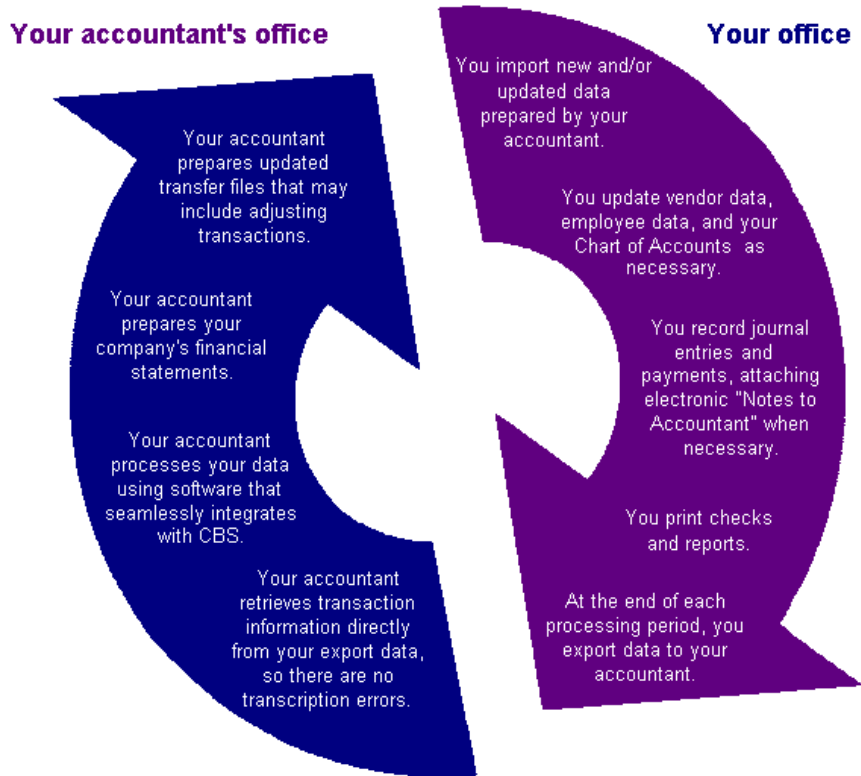 Your accountant's office
Your accountant
prepares updated
transfer files that may
include adjusting
transactions.
Your accountant
prepares your
company's financial
statements.
Your accountant
processes your data
using software that
seamlessly integrates
with CBS.
Your accountant
retrieves transaction
information directly
from your export data,
so there are no
transcription errors.
Your office
You import new and/or
updated data
prepared by your
accountant.
You update vendor data,
employee data, and your
Chart of Accounts as
necessary.
You record journal
entries and
payments, attaching
electronic "Notes to
Accountant" when
necessary.
You print checks
and reports.
At the end of each
processing period, you
export data to your
accountant.